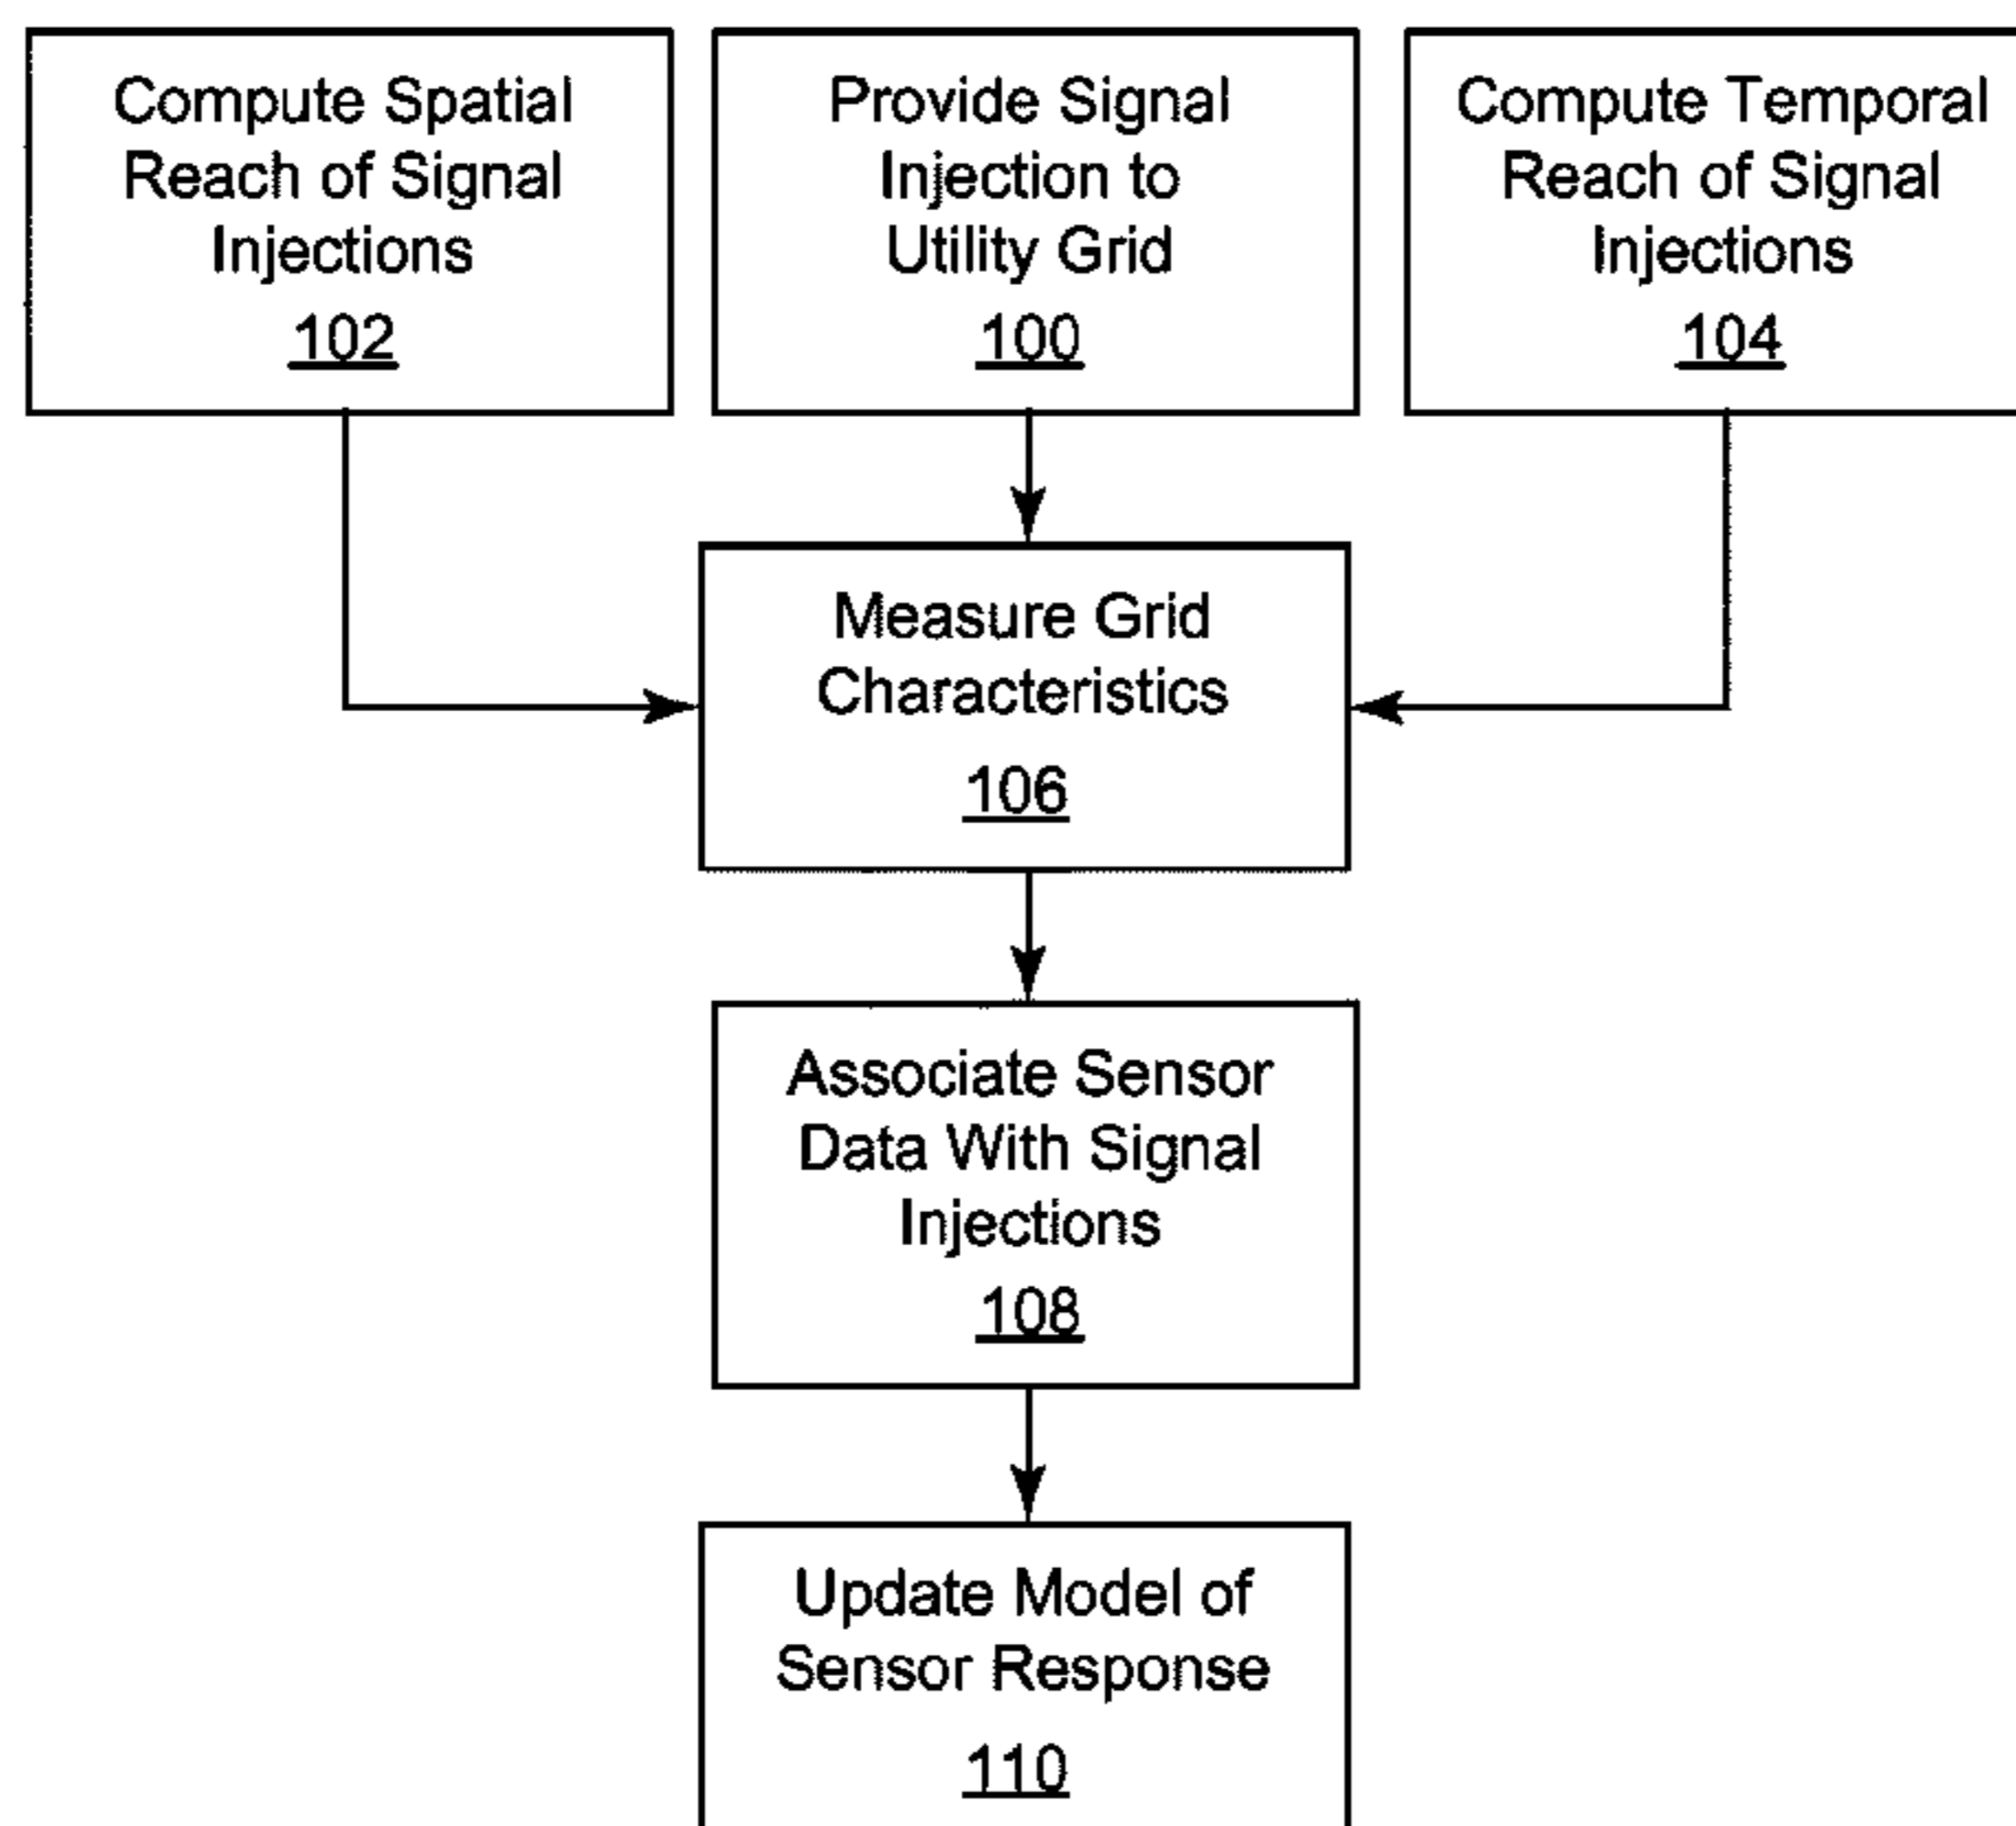 Compute Spatial
Reach of Signal
Injections
102
Provide Signal
Injection to
Utility Grid
100
Compute Temporal
Reach of Signal
Injections
104
Measure Grid
Characteristics
106
Associate Sensor
Data With Signal
Injections
108
Update Model of
Sensor Response
110